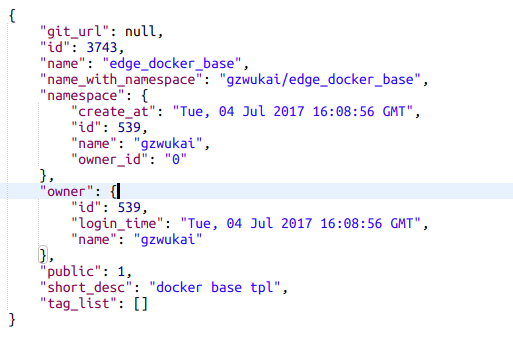 {
    "git_url": null,
    "id": 3743,
    "name": "edge_docker_base",
    "name_with_namespace": "gzwukai/edge_docker_base",
    "namespace": {
        "create_at": "Tue, 04 Jul 2017 16:08:56 GMT",
        "id": 539,
        "name": "gzwukai",
        "owner_id": "0"
    },
    "owner": {
        "id": 539,
        "login_time": "Tue, 04 Jul 2017 16:08:56 GMT",
        "name": "gzwukai"
    },
    "public": 1,
    "short_desc": "docker base tpl",
    "tag_list": []
}